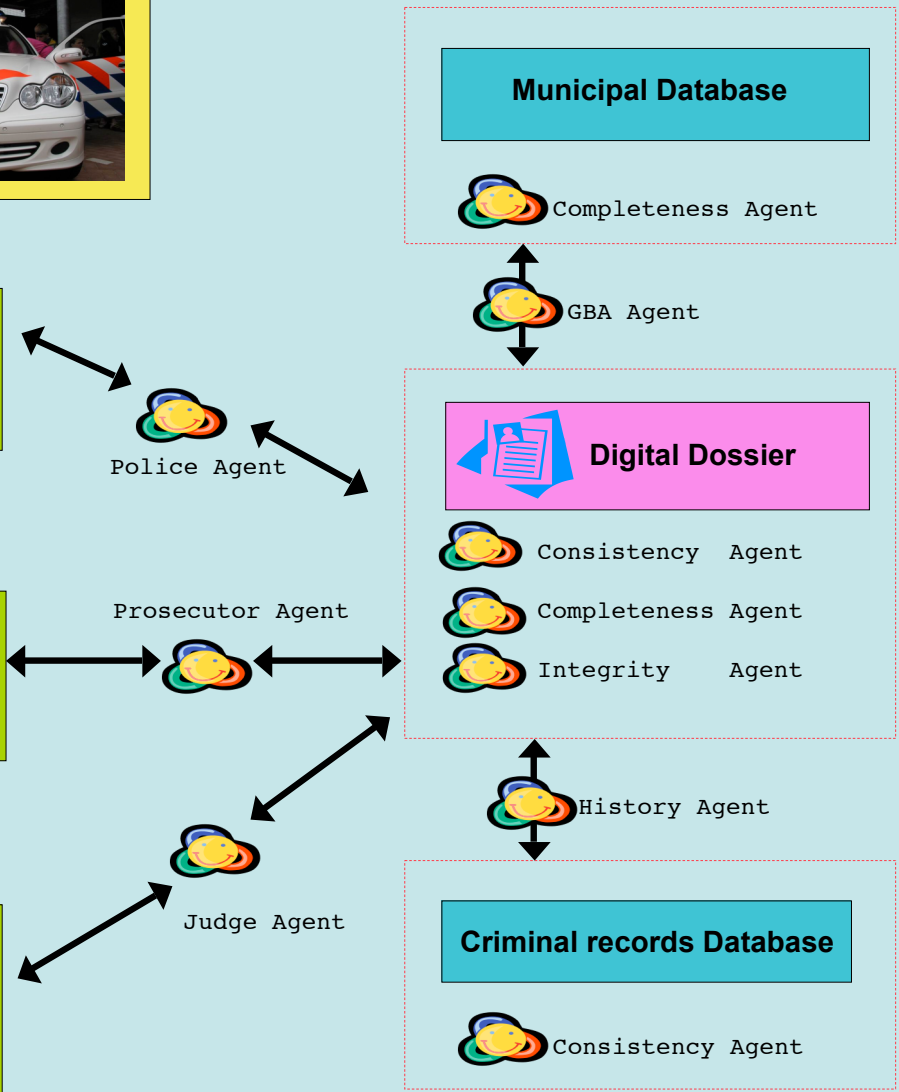 Municipal Database
Completeness Agent
GBA Agent
Police Agent
Digital Dossier
Consistency Agent
Completeness Agent
Integrity Agent
Prosecutor Agent
History Agent
Judge Agent
Criminal records Database
Consistency Agent